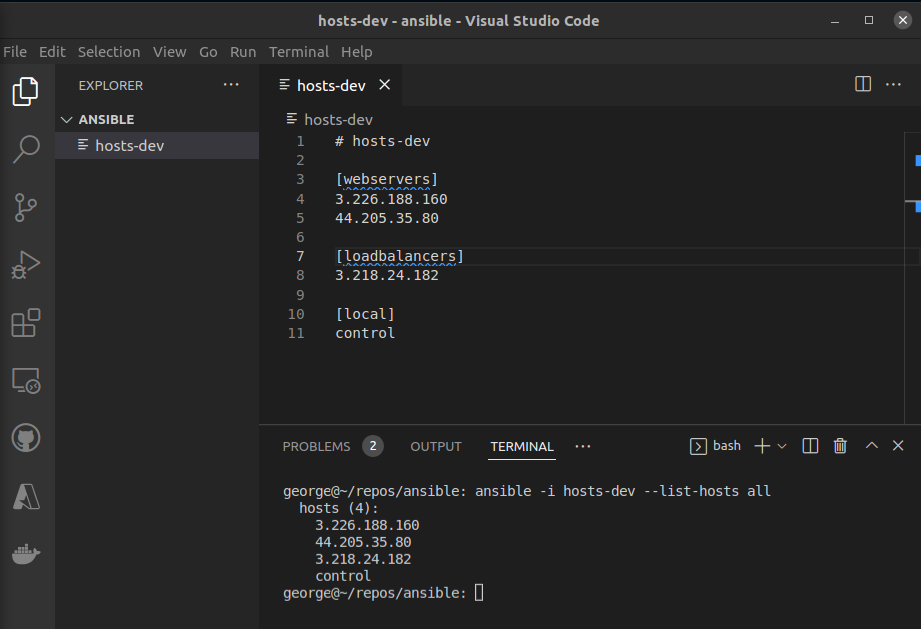 hosts-dev - ansible - Visual Studio Code
File Edit Selection View Go Run Terminal Help
EXPLORER
ANSIBLE
hosts-dev
hosts-dev
hosts-dev
1 # hosts-dev
2
3 [webservers]
4 3.226.188.160
5 44.205.35.80
6
7 [loadbalancers]
8 3.218.24.182
9
10 [local]
11 control
PROBLEMS 2 OUTPUT TERMINAL ··· bash
george@~/repos/ansible: ansible -i hosts-dev --list-hosts all
hosts (4):
3.226.188.160
44.205.35.80
3.218.24.182
control
george@~/repos/ansible: